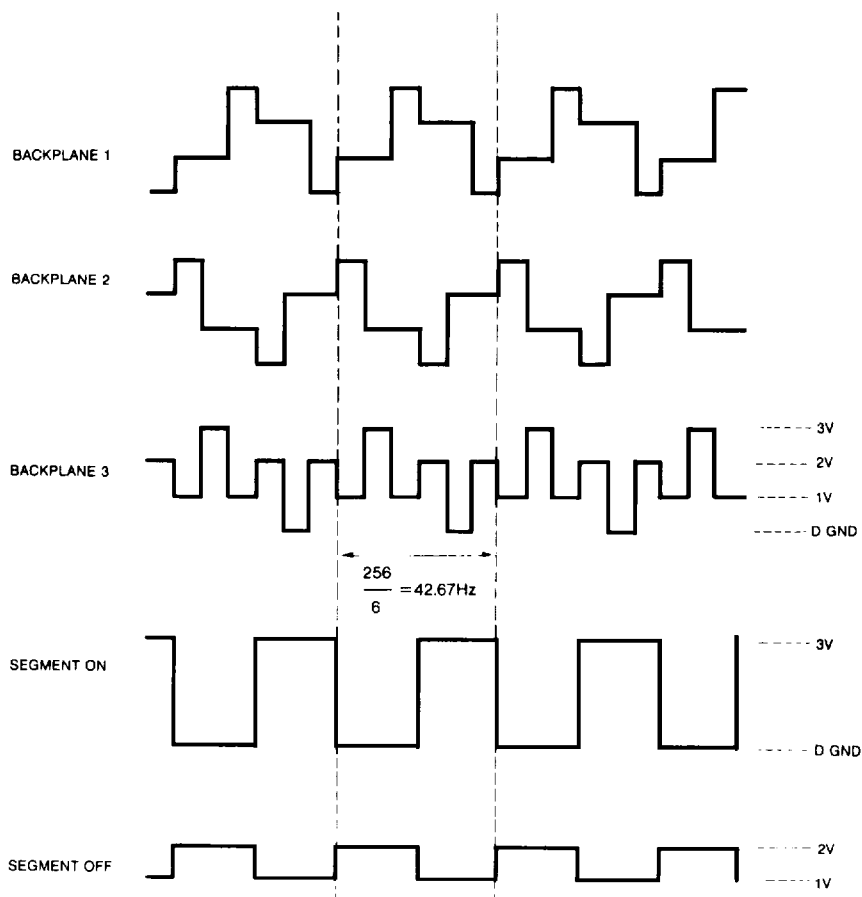 BACKPLANE 1
BACKPLANE 2
BACKPLANE 3
3V
2V
1V
D GND
256
6
=42.67Hz
SEGMENT ON
3V
D GND
SEGMENT OFF
2V
1V